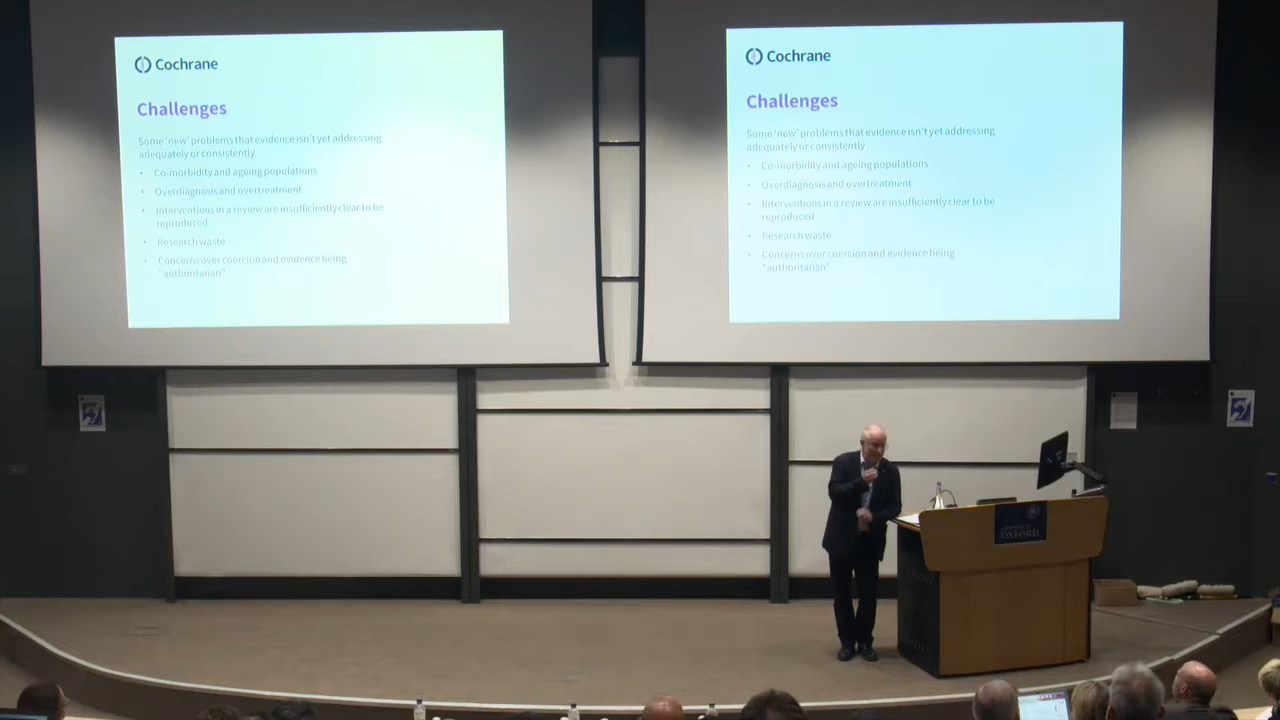 Cochrane
Challenges
Some 'new' problems that evidence isn't yet addressing
adequately or consistently
• Co-morbidity and ageing populations
• Overdiagnosis and overtreatment
• Interventions in a review are insufficiently clear to be
reproduced
• Research waste
• Concerns over coercion and evidence being
"authoritarian"
Cochrane
Challenges
Some 'new' problems that evidence isn't yet addressing
adequately or consistently
• Co-morbidity and ageing populations
• Overdiagnosis and overtreatment
• Interventions in a review are insufficiently clear to be
reproduced
• Research waste
• Concerns over coercion and evidence being
"authoritarian"
OXFORD